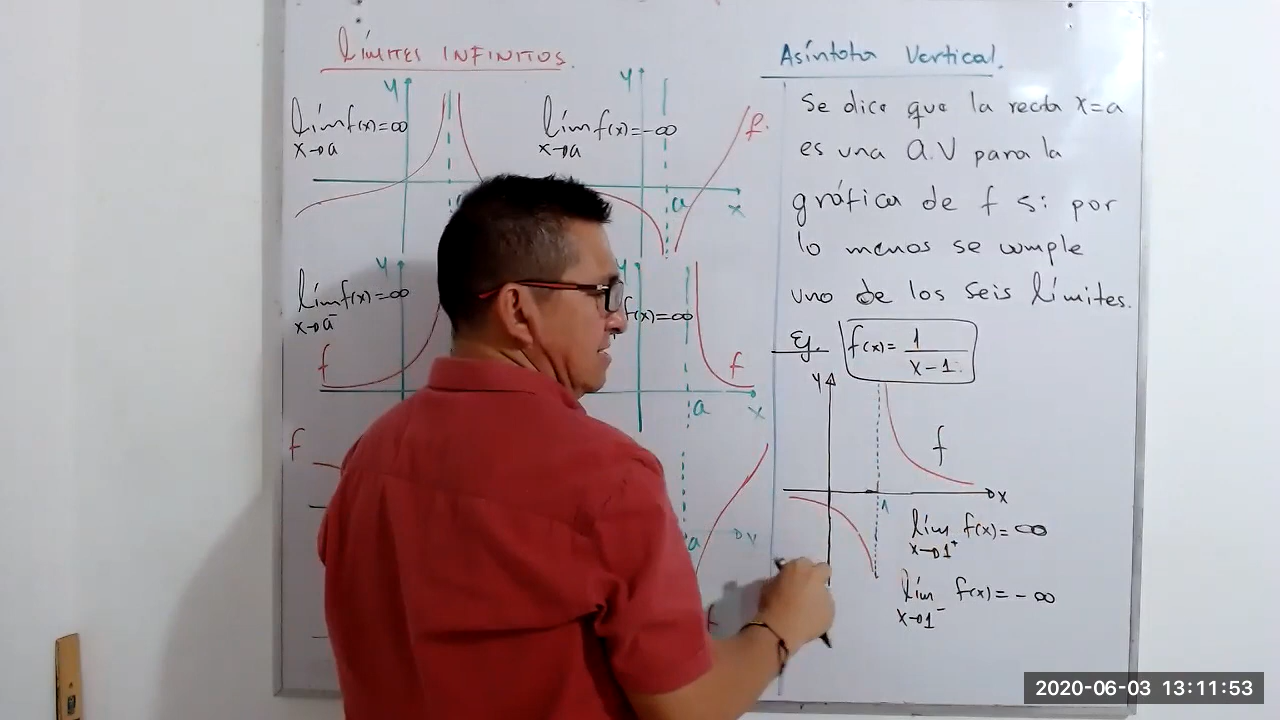 LÍMITES INFINITOS.
y
lím f(x)=∞
x→a
y
lím f(x)=-∞
x→a
f.
a
x
y
lím f(x)=∞
x→a⁻
f
y
f(x)=∞
f
a
x
f
a
Asíntota Vertical.
Se dice que la recta x=a
es una A.V para la
gráfica de f si por
lo menos se cumple
uno de los seis límites.
Ej. f(x)= 1/(x-1)
y
f
x
1
lím f(x)=∞
x→1⁺
lím f(x)=-∞
x→1⁻
2020-06-03 13:11:53